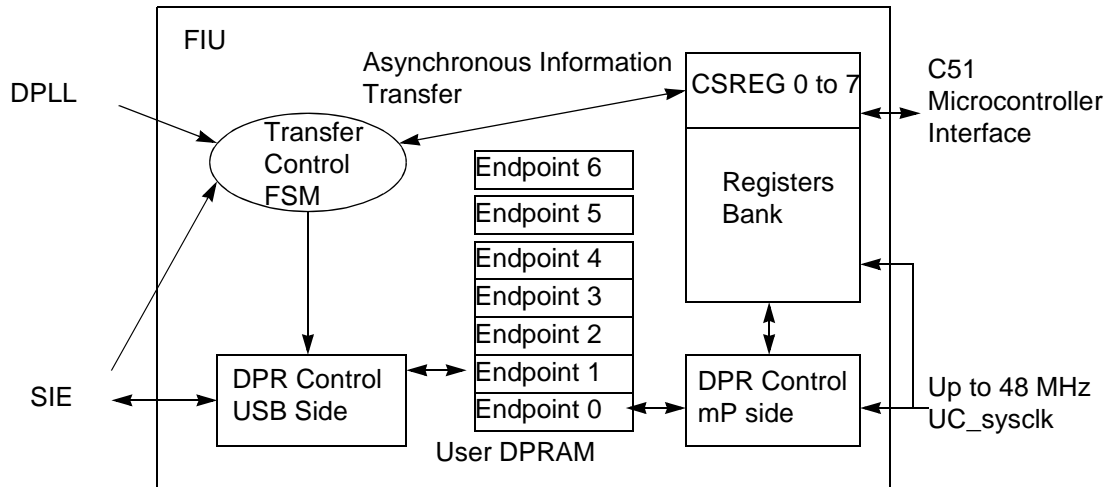 FIU
DPLL
Asynchronous Information
Transfer
CSREG 0 to 7
C51
Microcontroller
Interface
Transfer
Control
FSM
Endpoint 6
Endpoint 5
Endpoint 4
Endpoint 3
Endpoint 2
Endpoint 1
Endpoint 0
Registers
Bank
SIE
DPR Control
USB Side
DPR Control
mP side
Up to 48 MHz
UC_sysclk
User DPRAM